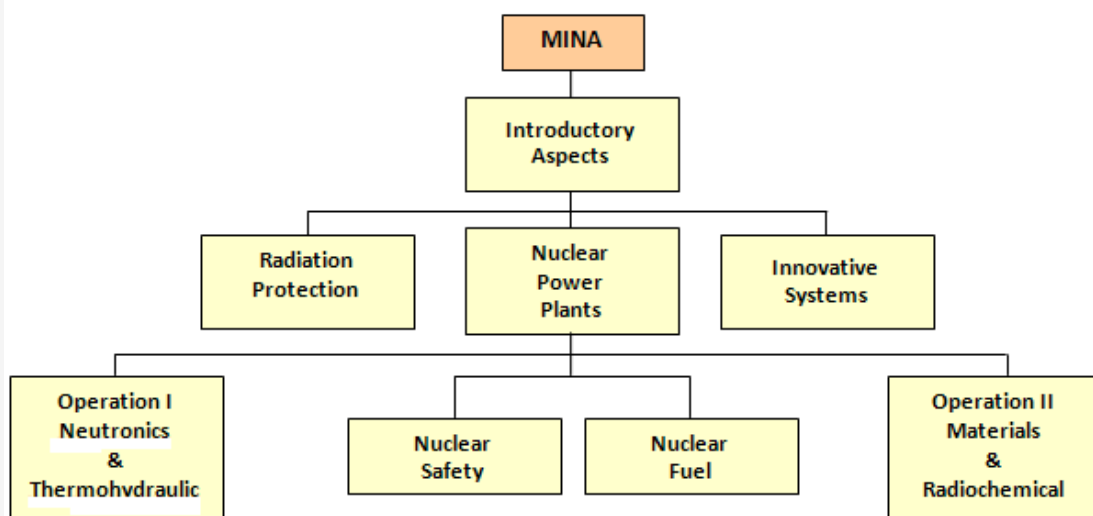 MINA
Introductory
Aspects
Radiation
Protection
Nuclear
Power
Plants
Innovative
Systems
Operation I
Neutronics
&
Thermohydraulic
Nuclear
Safety
Nuclear
Fuel
Operation II
Materials
&
Radiochemical